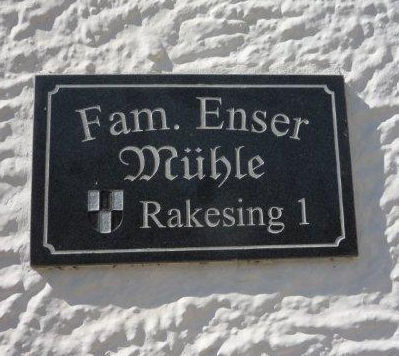 Fam. Enser
Mühle
Rakesing 1